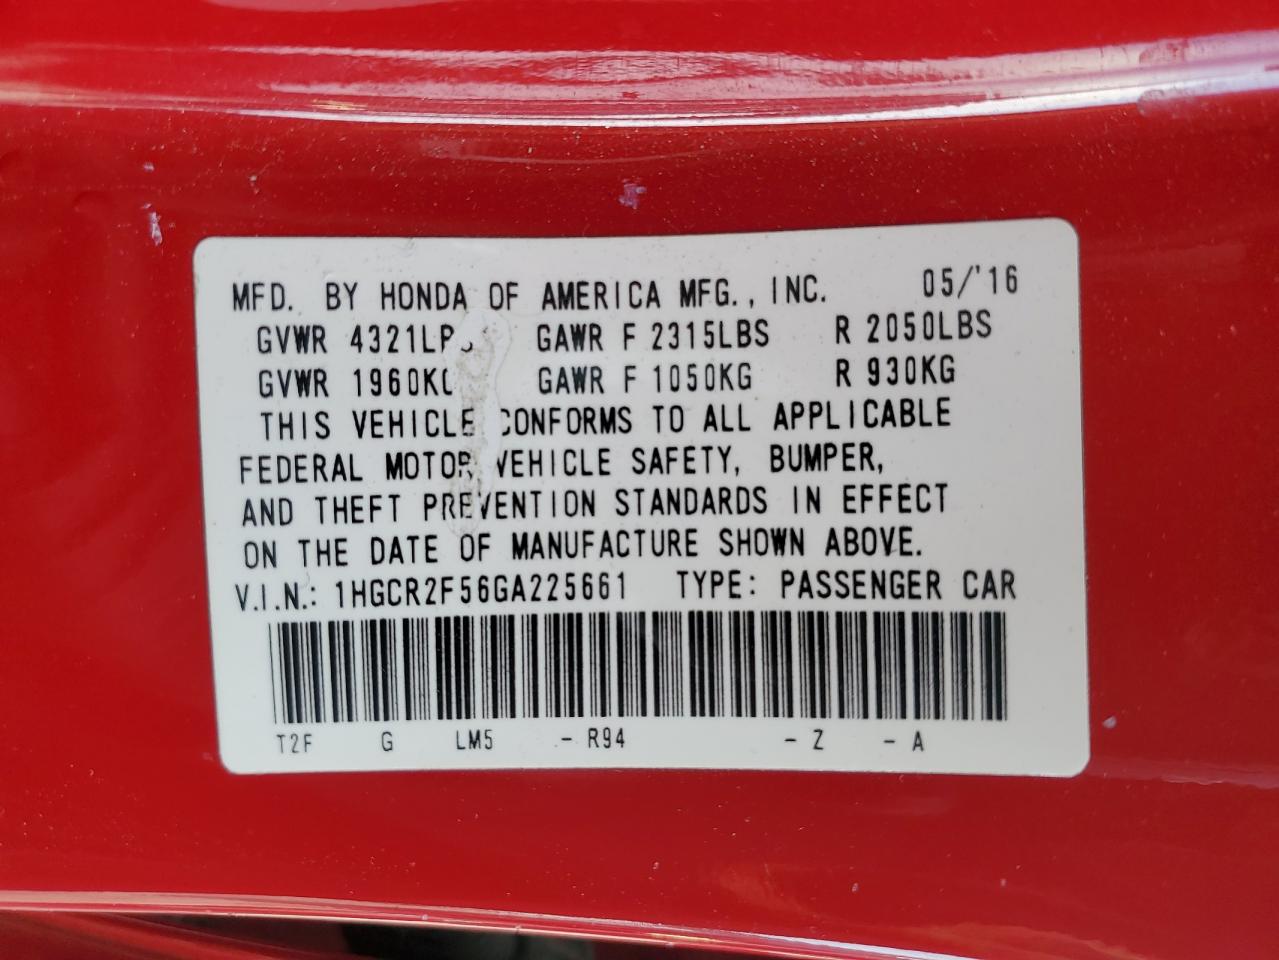 MFD. BY HONDA OF AMERICA MFG., INC. 05/'16
GVWR 4321LBS GAWR F 2315LBS R 2050LBS
GVWR 1960KG GAWR F 1050KG R 930KG
THIS VEHICLE CONFORMS TO ALL APPLICABLE
FEDERAL MOTOR VEHICLE SAFETY, BUMPER,
AND THEFT PREVENTION STANDARDS IN EFFECT
ON THE DATE OF MANUFACTURE SHOWN ABOVE.
V.I.N.: 1HGCR2F56GA225661 TYPE: PASSENGER CAR
T2F G LM5 - R94 - Z - A